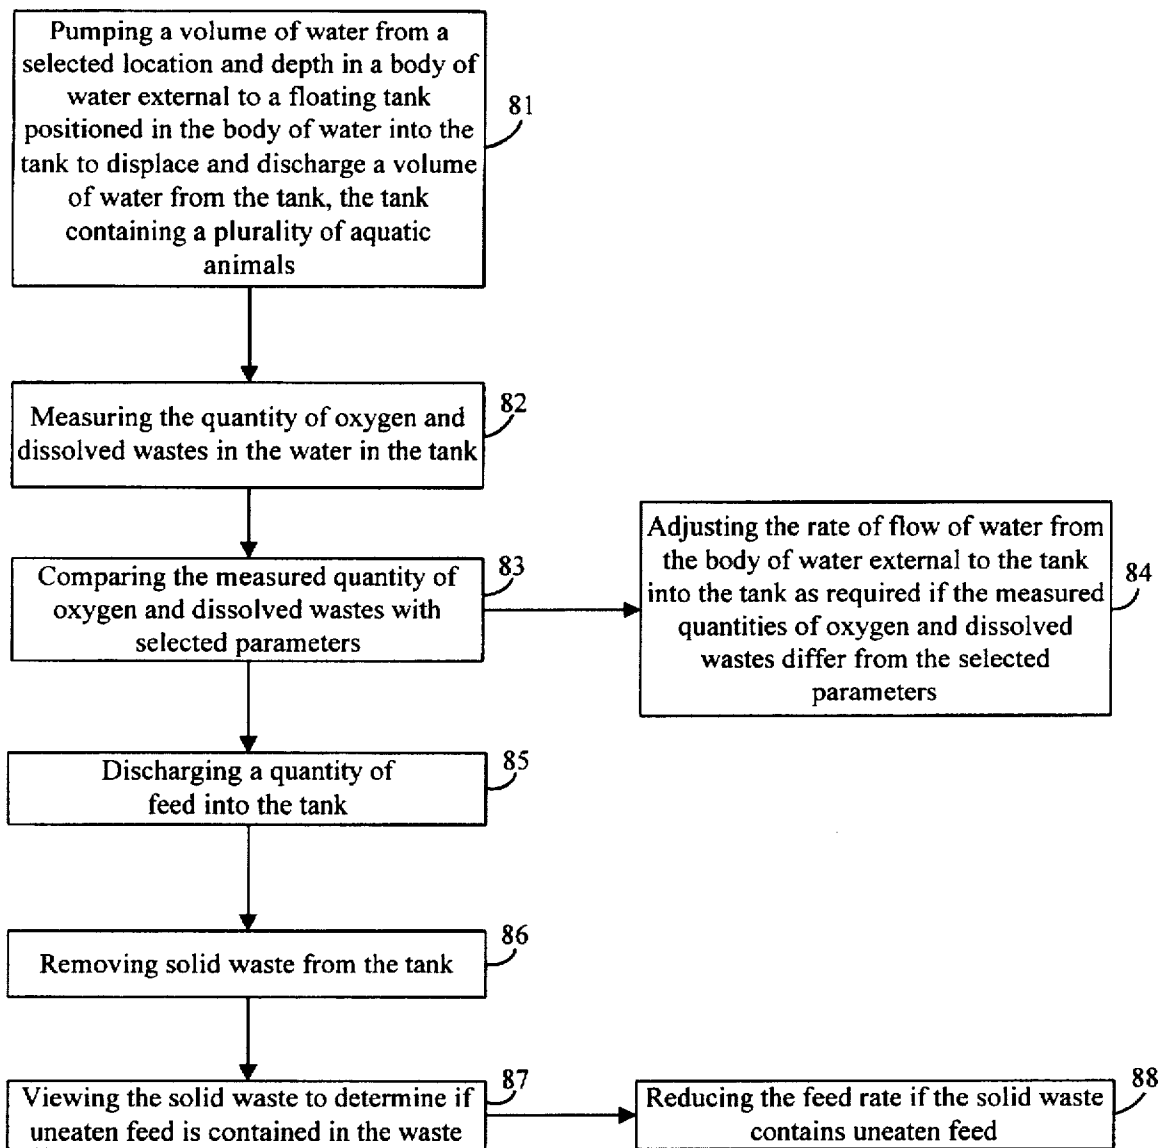 Pumping a volume of water from a
selected location and depth in a body of
water external to a floating tank
positioned in the body of water into the
tank to displace and discharge a volume
of water from the tank, the tank
containing a plurality of aquatic
animals
81
Measuring the quantity of oxygen and
dissolved wastes in the water in the tank
82
Comparing the measured quantity of
oxygen and dissolved wastes with
selected parameters
83
Adjusting the rate of flow of water from
the body of water external to the tank
into the tank as required if the measured
quantities of oxygen and dissolved
wastes differ from the selected
parameters
84
Discharging a quantity of
feed into the tank
85
Removing solid waste from the tank
86
Viewing the solid waste to determine if
uneaten feed is contained in the waste
87
Reducing the feed rate if the solid waste
contains uneaten feed
88